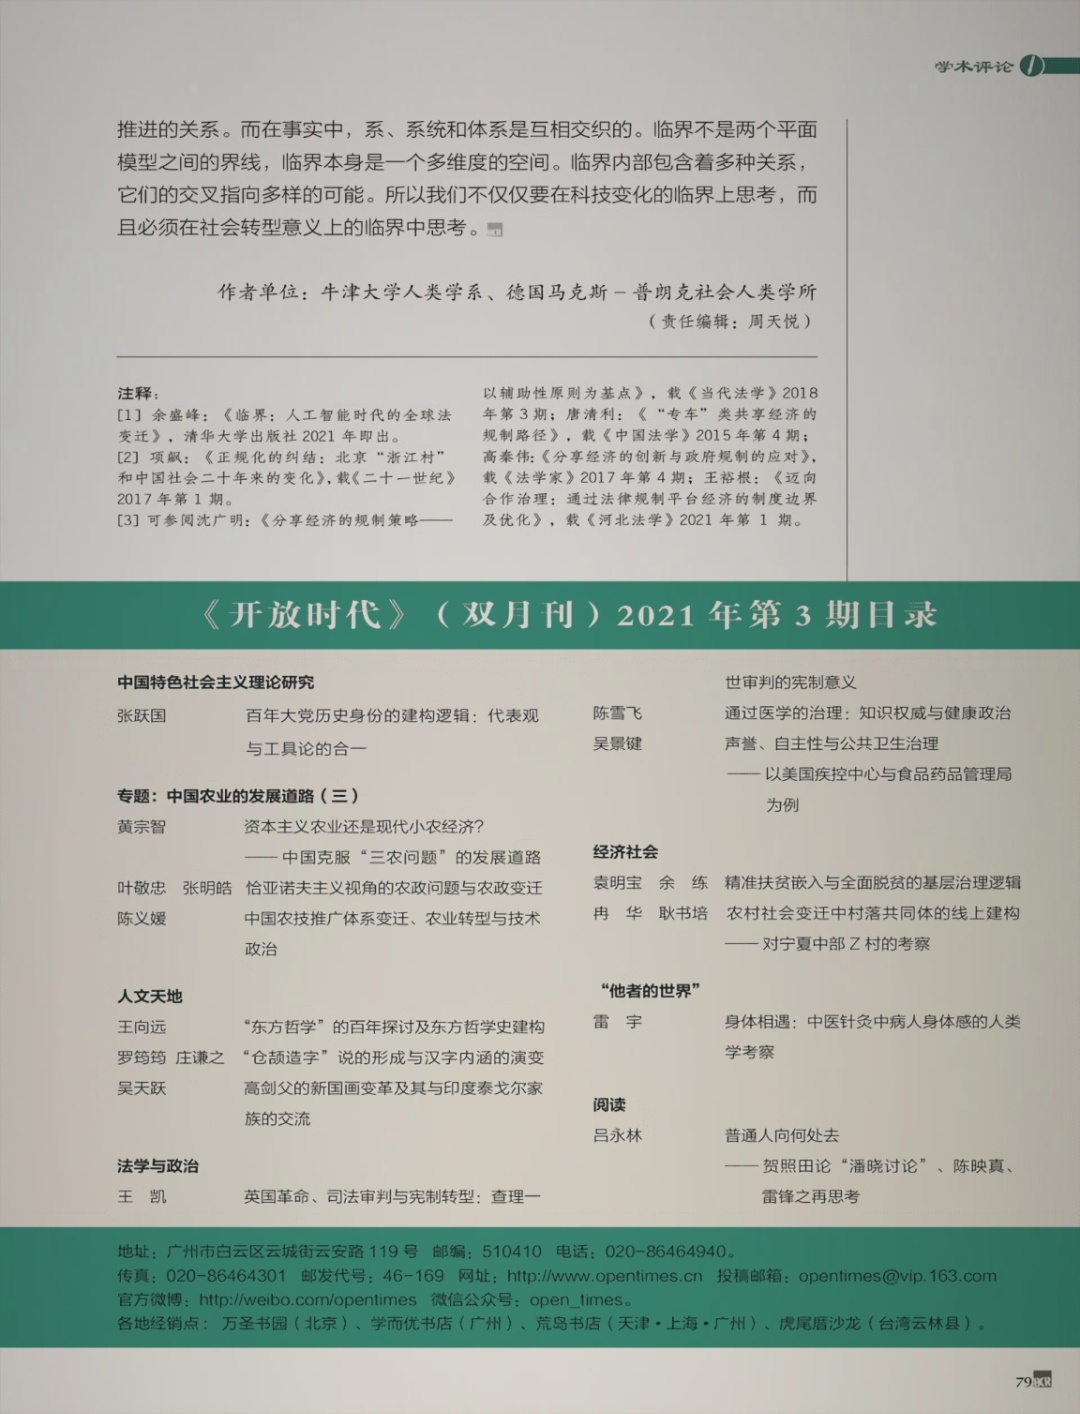 学术评论
推进的关系。而在事实中，系、系统和体系是互相交织的。临界不是两个平面
模型之间的界线，临界本身是一个多维度的空间。临界内部包含着多种关系，
它们的交叉指向多样的可能。所以我们不仅仅要在科技变化的临界上思考，而
且必须在社会转型意义上的临界中思考。
作者单位：牛津大学人类学系、德国马克斯–普朗克社会人类学所
（责任编辑：周天悦）
注释：
[1] 余盛峰：《临界：人工智能时代的全球法
变迁》，清华大学出版社2021 年即出。
[2] 项飙：《正规化的纠结：北京“浙江村”
和中国社会二十年来的变化》，载《二十一世纪》
2017 年第 1 期。
[3] 可参阅沈广明：《分享经济的规制策略——
以辅助性原则为基点》，载《当代法学》2018
年第 3 期；唐清利：《“专车”类共享经济的
规制路径》，载《中国法学》2015 年第 4 期；
高秦伟：《分享经济的创新与政府规制的应对》，
载《法学家》2017 年第 4 期；王裕根：《迈向
合作治理：通过法律规制平台经济的制度边界
及优化》，载《河北法学》2021 年第 1 期。
《开放时代》（双月刊）2021 年第 3 期目录
中国特色社会主义理论研究
张跃国 百年大党历史身份的建构逻辑：代表观
与工具论的合一
专题：中国农业的发展道路（三）
黄宗智 资本主义农业还是现代小农经济？
—— 中国克服“三农问题”的发展道路
叶敬忠 张明皓 恰亚诺夫主义视角的农政问题与农政变迁
陈义媛 中国农技推广体系变迁、农业转型与技术
政治
人文天地
王向远 “东方哲学”的百年探讨及东方哲学史建构
罗筠筠 庄谦之 “仓颉造字”说的形成与汉字内涵的演变
吴天跃 高剑父的新国画变革及其与印度泰戈尔家
族的交流
法学与政治
王 凯 英国革命、司法审判与宪制转型：查理一
世审判的宪制意义
陈雪飞 通过医学的治理：知识权威与健康政治
吴景键 声誉、自主性与公共卫生治理
—— 以美国疾控中心与食品药品管理局
为例
经济社会
袁明宝 余 练 精准扶贫嵌入与全面脱贫的基层治理逻辑
冉 华 耿书培 农村社会变迁中村落共同体的线上建构
—— 对宁夏中部 Z 村的考察
“他者的世界”
雷 宇 身体相遇：中医针灸中病人身体感的人类
学考察
阅读
吕永林 普通人向何处去
—— 贺照田论“潘晓讨论”、陈映真、
雷锋之再思考
地址：广州市白云区云城街云安路 119 号 邮编：510410 电话：020-86464940。
传真：020-86464301 邮发代号：46-169 网址：http://www.opentimes.cn 投稿邮箱：opentimes@vip.163.com
官方微博：http://weibo.com/opentimes 微信公众号：open_times。
各地经销点：万圣书园（北京）、学而优书店（广州）、荒岛书店（天津·上海·广州）、虎尾厝沙龙（台湾云林县）。
79